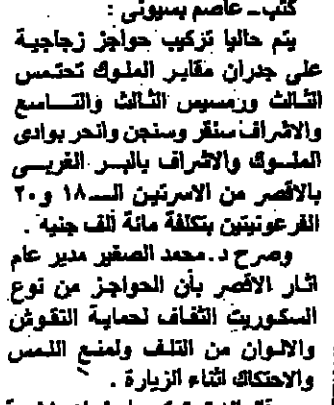 كتب ـ عاصم بسيونى :
يتم حاليا تركيب حواجز زجاجية
على جدران مقابر الملوك تحتمس
الثالث ورمسيس الثالث والتاسع
والاشراف سنفر وسنجن وانحر بوادى
الملوك والاشراف بالبر الغربى
بالاقصر من الاسرتين الـ ١٨ و ٢٠
الفرعونيتين بتكلفة مائة ألف جنيه .
وصرح د . محمد الصغير مدير عام
اثار الاقصر بأن الحواجز من نوع
السكوريت الشفاف لحماية النقوش
والالوان من التلف ولمنع اللمس
والاحتكاك اثناء الزيارة .